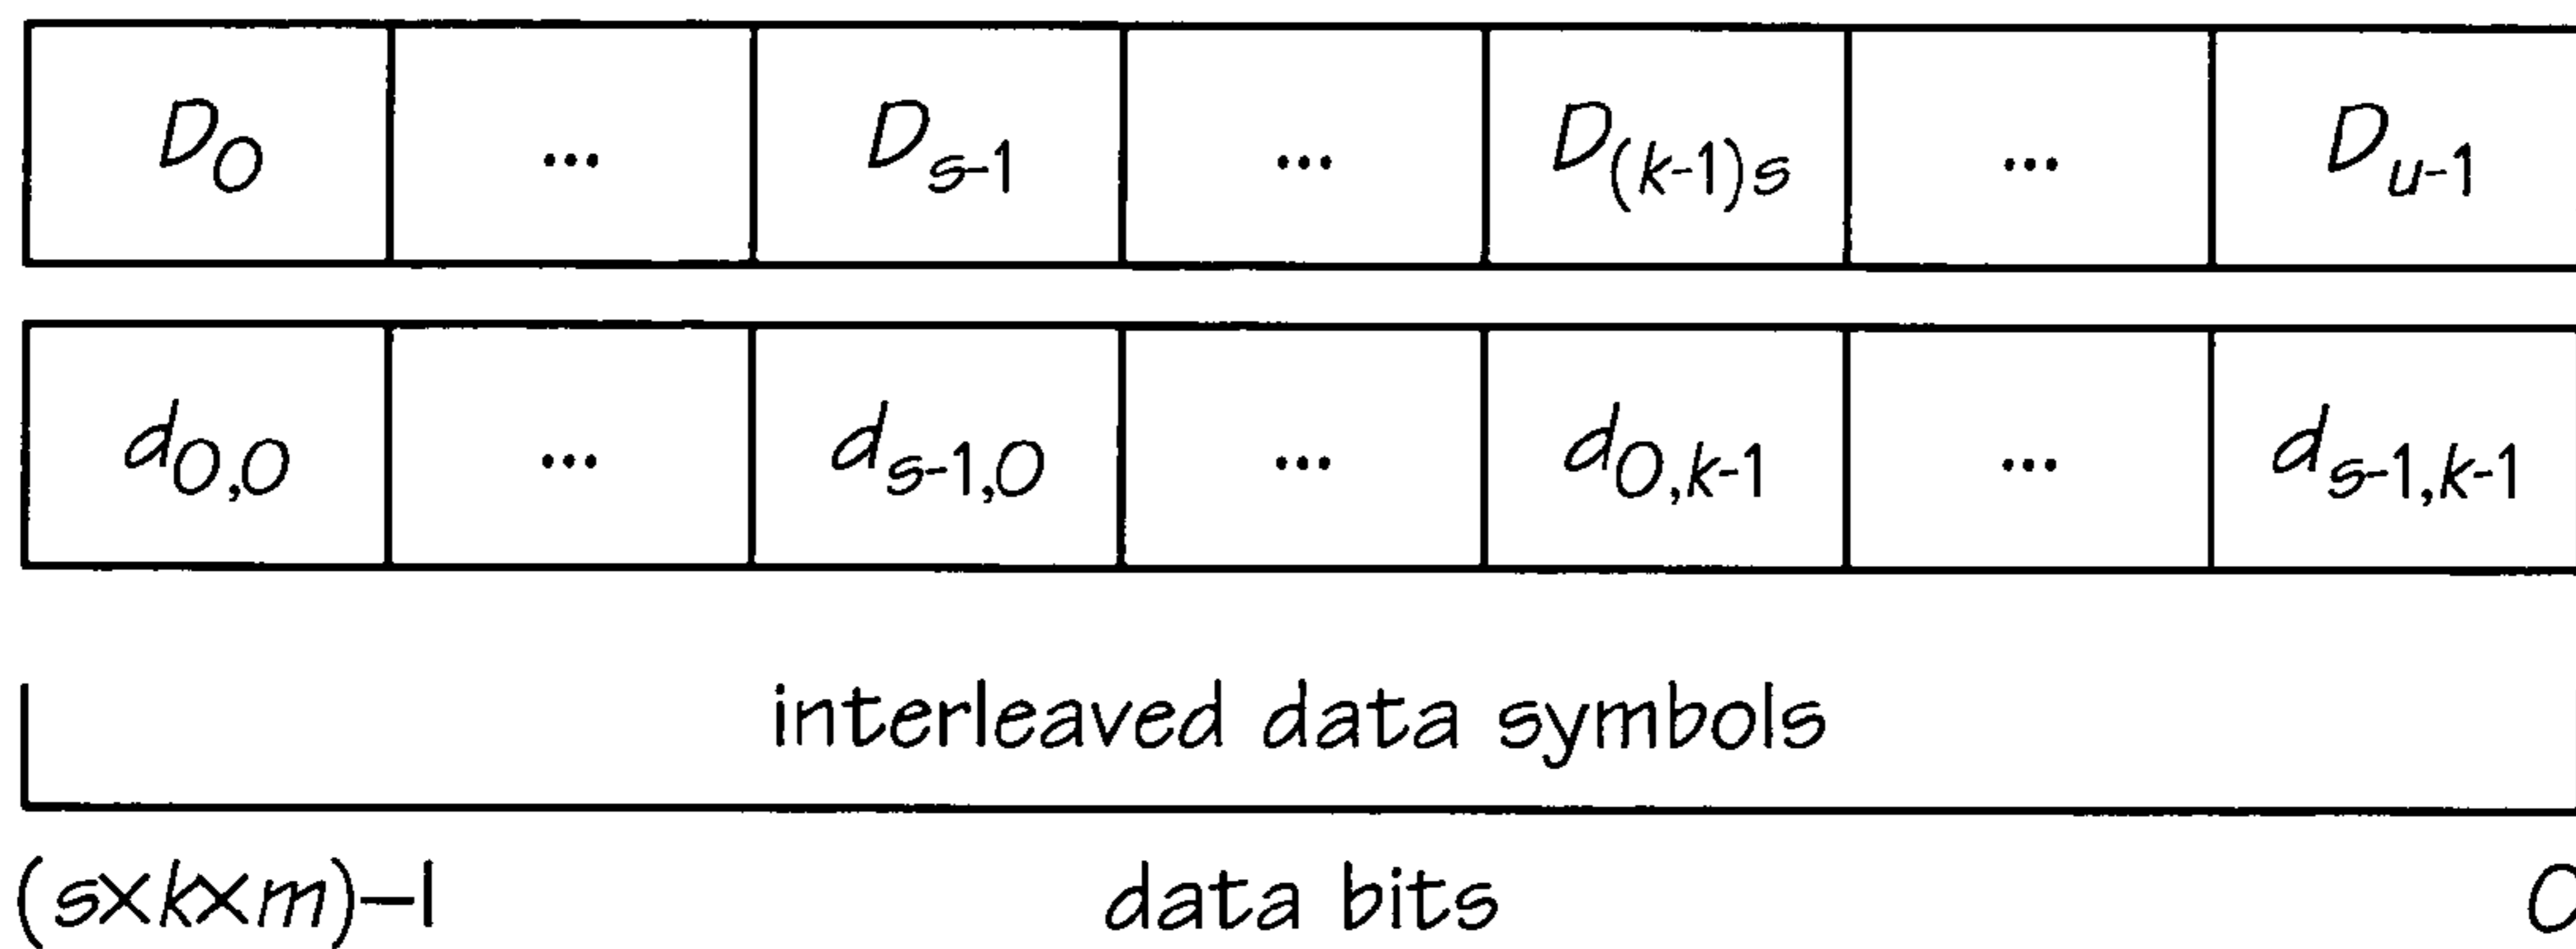 D₀ ... Dₛ₋₁ ... D₍ₖ₋₁₎ₛ ... Dᵤ₋₁
d₀,₀ ... dₛ₋₁,₀ ... d₀,ₖ₋₁ ... dₛ₋₁,ₖ₋₁
interleaved data symbols
(s×k×m)–1 data bits 0